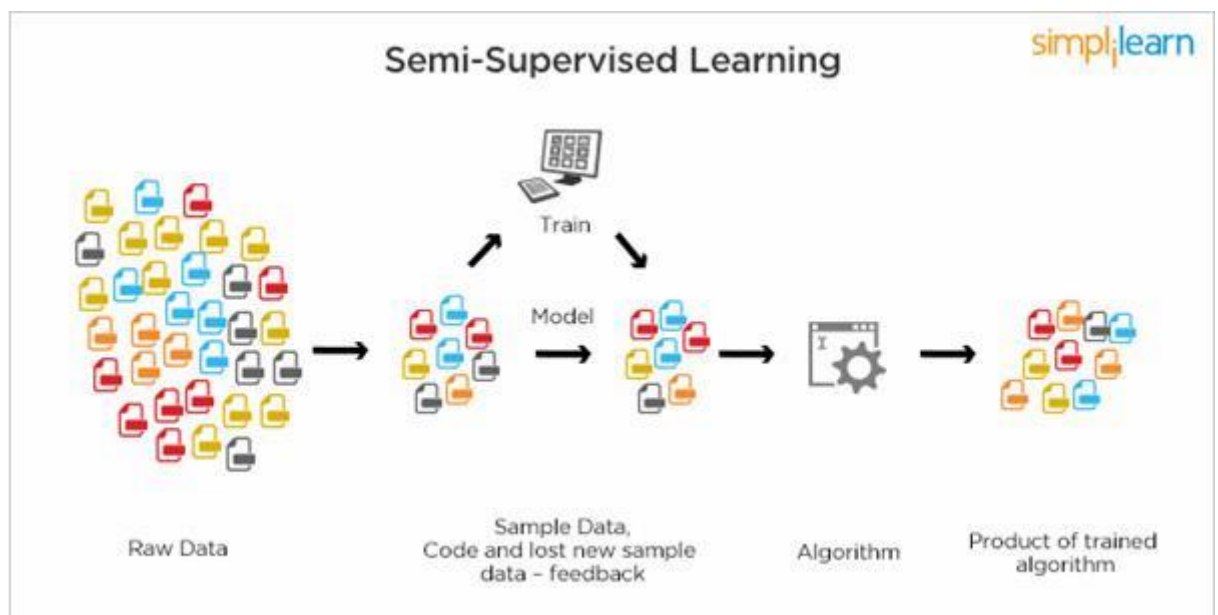 simplilearn
Semi-Supervised Learning
Train
Model
Raw Data
Sample Data,
Code and lost new sample
data – feedback
Algorithm
Product of trained
algorithm